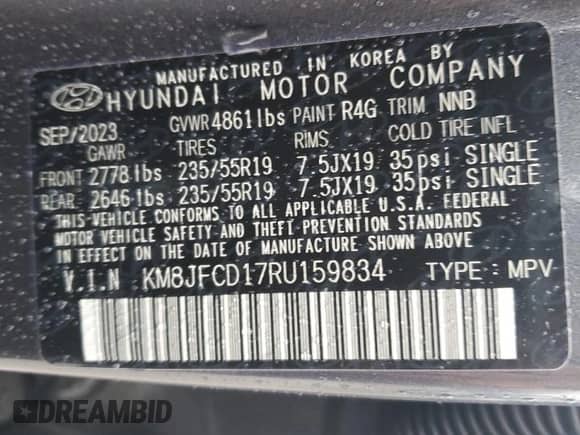 MANUFACTURED IN KOREA BY
HYUNDAI MOTOR COMPANY
SEP/2023 GVWR 4861 lbs PAINT R4G TRIM NNB
GAWR TIRES RIMS COLD TIRE INFL
FRONT 2778 lbs 235/55R19 7.5JX19 35psi SINGLE
REAR 2646 lbs 235/55R19 7.5JX19 35psi SINGLE
THIS VEHICLE CONFORMS TO ALL APPLICABLE U.S.A. FEDERAL
MOTOR VEHICLE SAFETY AND THEFT PREVENTION STANDARDS
IN EFFECT ON THE DATE OF MANUFACTURE SHOWN ABOVE
V.I.N KM8JFCD17RU159834 TYPE: MPV
DREAMBID